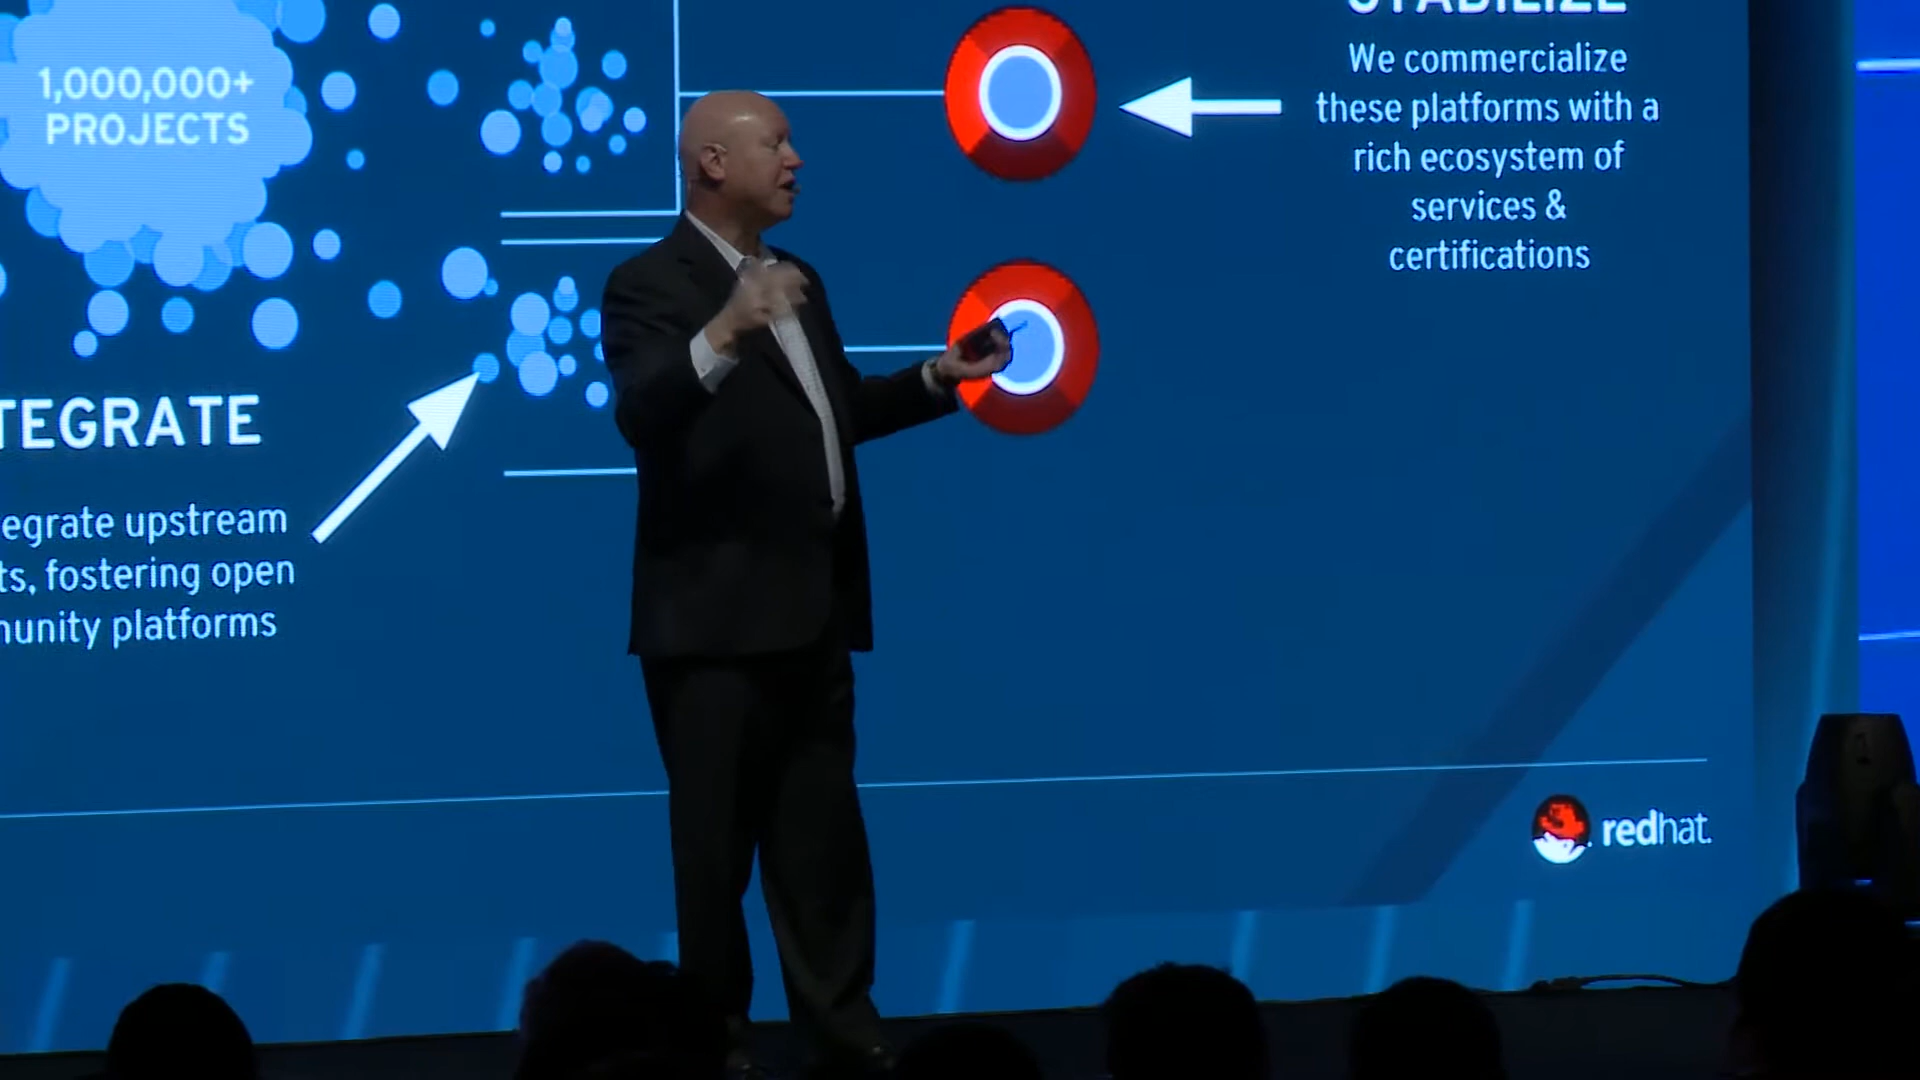 STABILIZE
We commercialize
these platforms with a
rich ecosystem of
services &
certifications
1,000,000+
PROJECTS
TEGRATE
egrate upstream
ts, fostering open
nunity platforms
redhat.